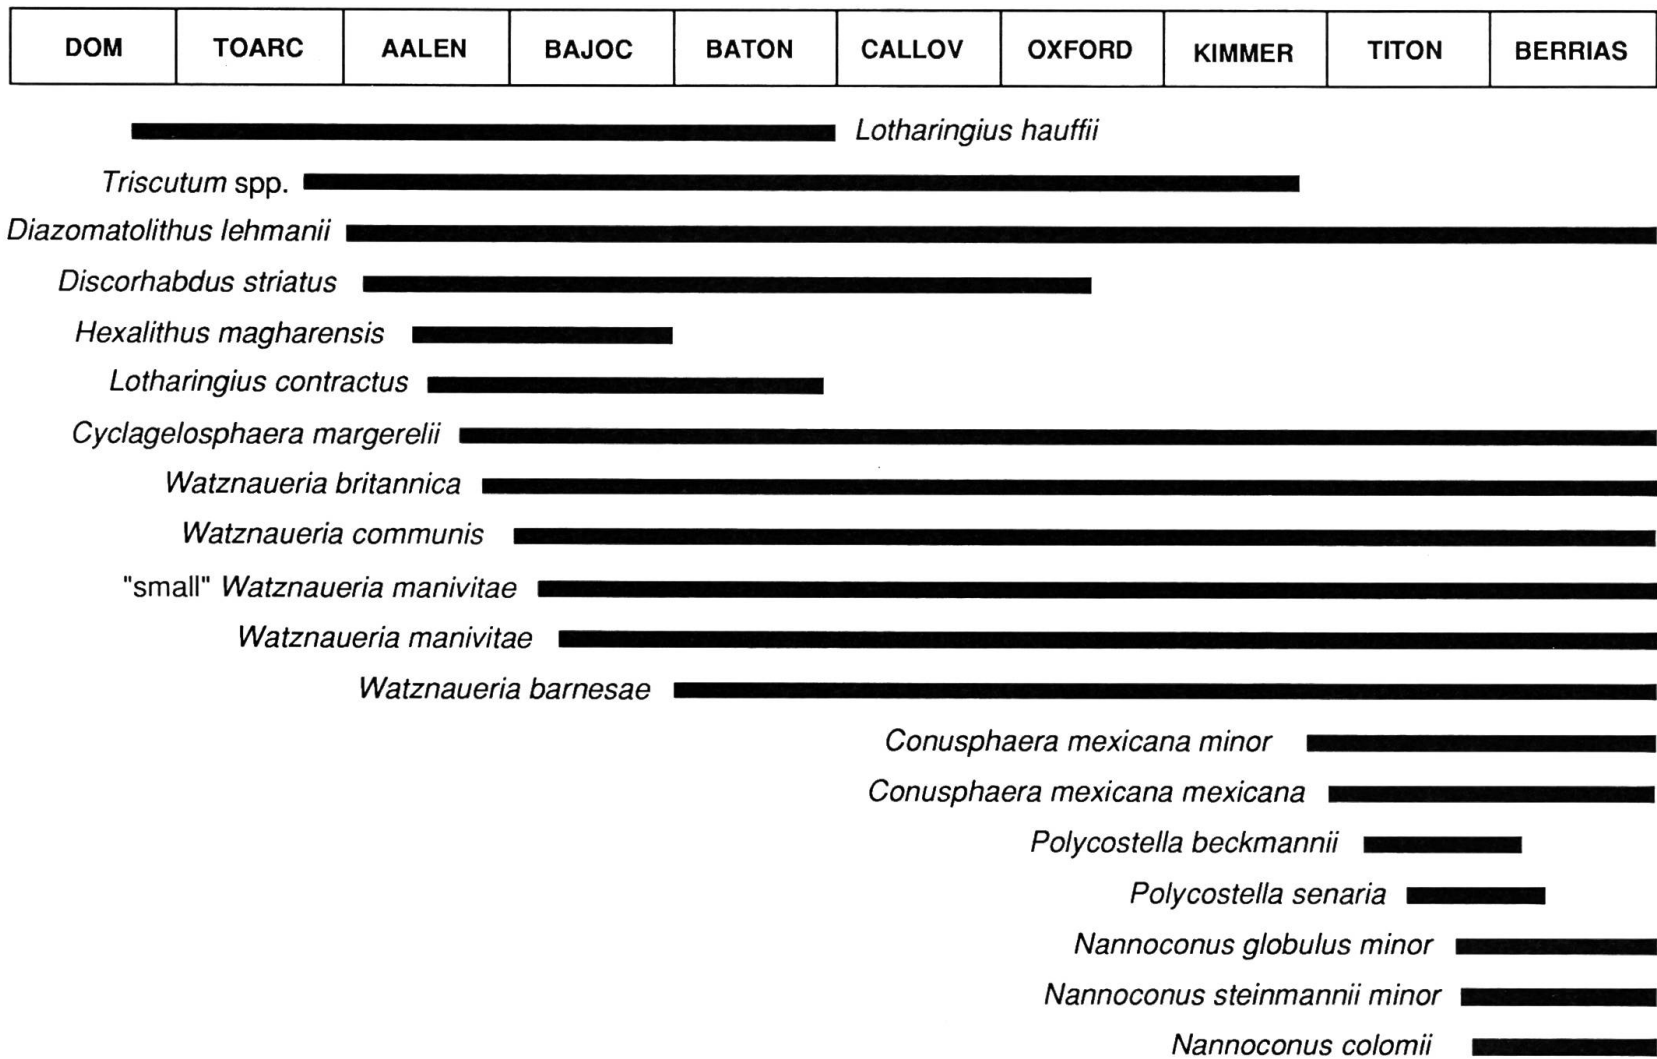 DOM TOARC AALEN BAJOC BATON CALLOV OXFORD KIMMER TITON BERRIAS
Lotharingius hauffii
Triscutum spp.
Diazomatolithus lehmanii
Discorhabdus striatus
Hexalithus magharensis
Lotharingius contractus
Cyclagelosphaera margerelii
Watznaueria britannica
Watznaueria communis
"small" Watznaueria manivitae
Watznaueria manivitae
Watznaueria barnesae
Conusphaera mexicana minor
Conusphaera mexicana mexicana
Polycostella beckmannii
Polycostella senaria
Nannoconus globulus minor
Nannoconus steinmannii minor
Nannoconus colomii